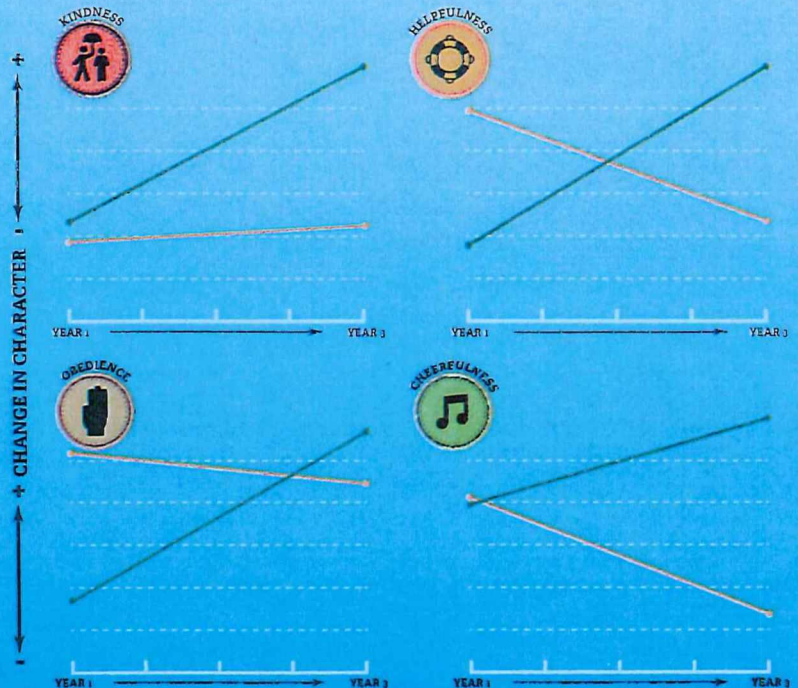 KINDNESS
HELPFULNESS
+ CHANGE IN CHARACTER -
+
YEAR 1
YEAR 3
YEAR 1
YEAR 3
OBEDIENCE
CHEERFULNESS
-
YEAR 1
YEAR 3
YEAR 1
YEAR 3